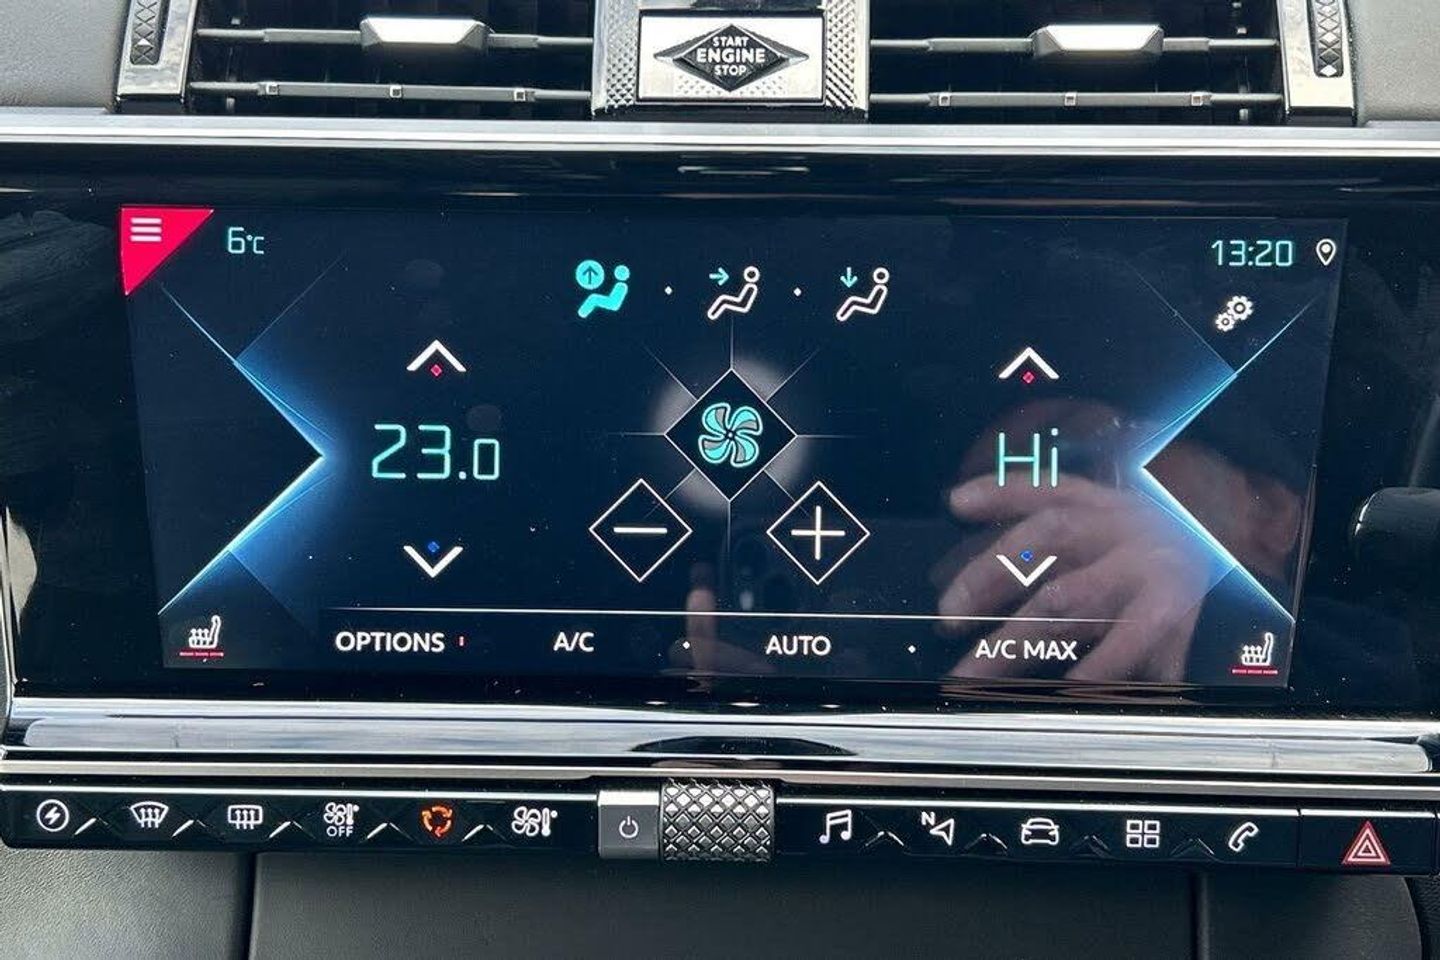 START
ENGINE
STOP
6°C
13:20
23.0
Hi
OPTIONS
A/C
AUTO
A/C MAX
OFF
N